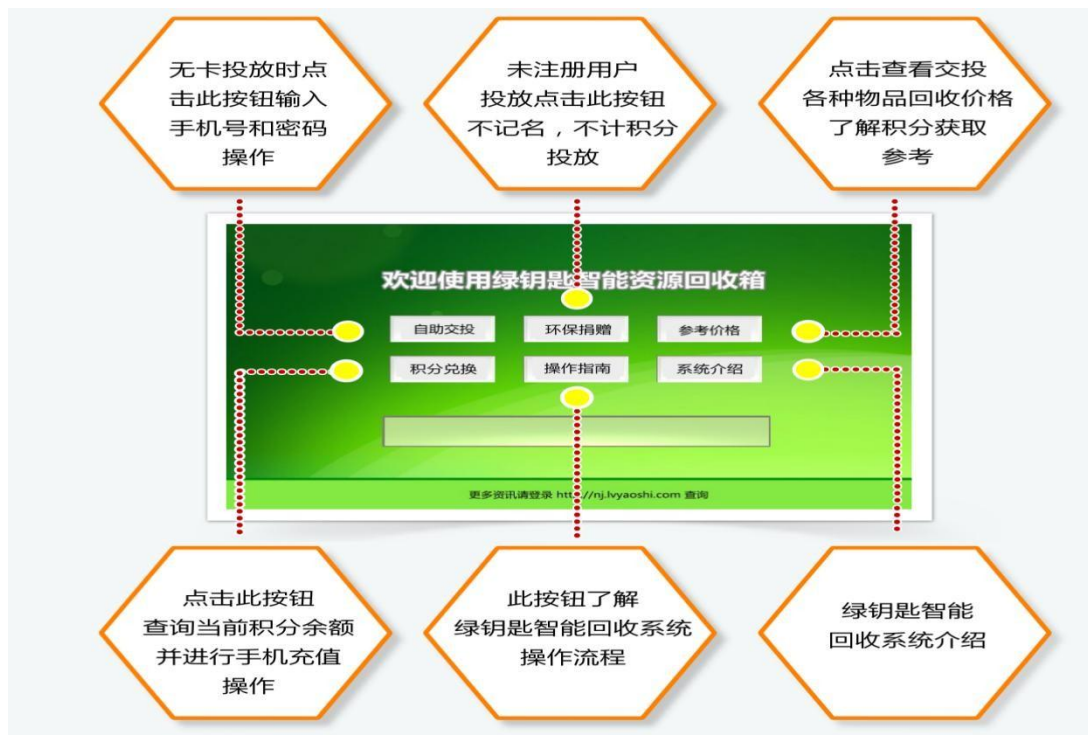 无卡投放时点
击此按钮输入
手机号和密码
操作
未注册用户
投放点击此按钮
不记名，不计积分
投放
点击查看交投
各种物品回收价格
了解积分获取
参考
欢迎使用绿钥匙智能资源回收箱
自助交投
环保捐赠
参考价格
积分兑换
操作指南
系统介绍
更多资讯请登录 http://nj.lvyaoshi.com 查询
点击此按钮
查询当前积分余额
并进行手机充值
操作
此按钮了解
绿钥匙智能回收系统
操作流程
绿钥匙智能
回收系统介绍